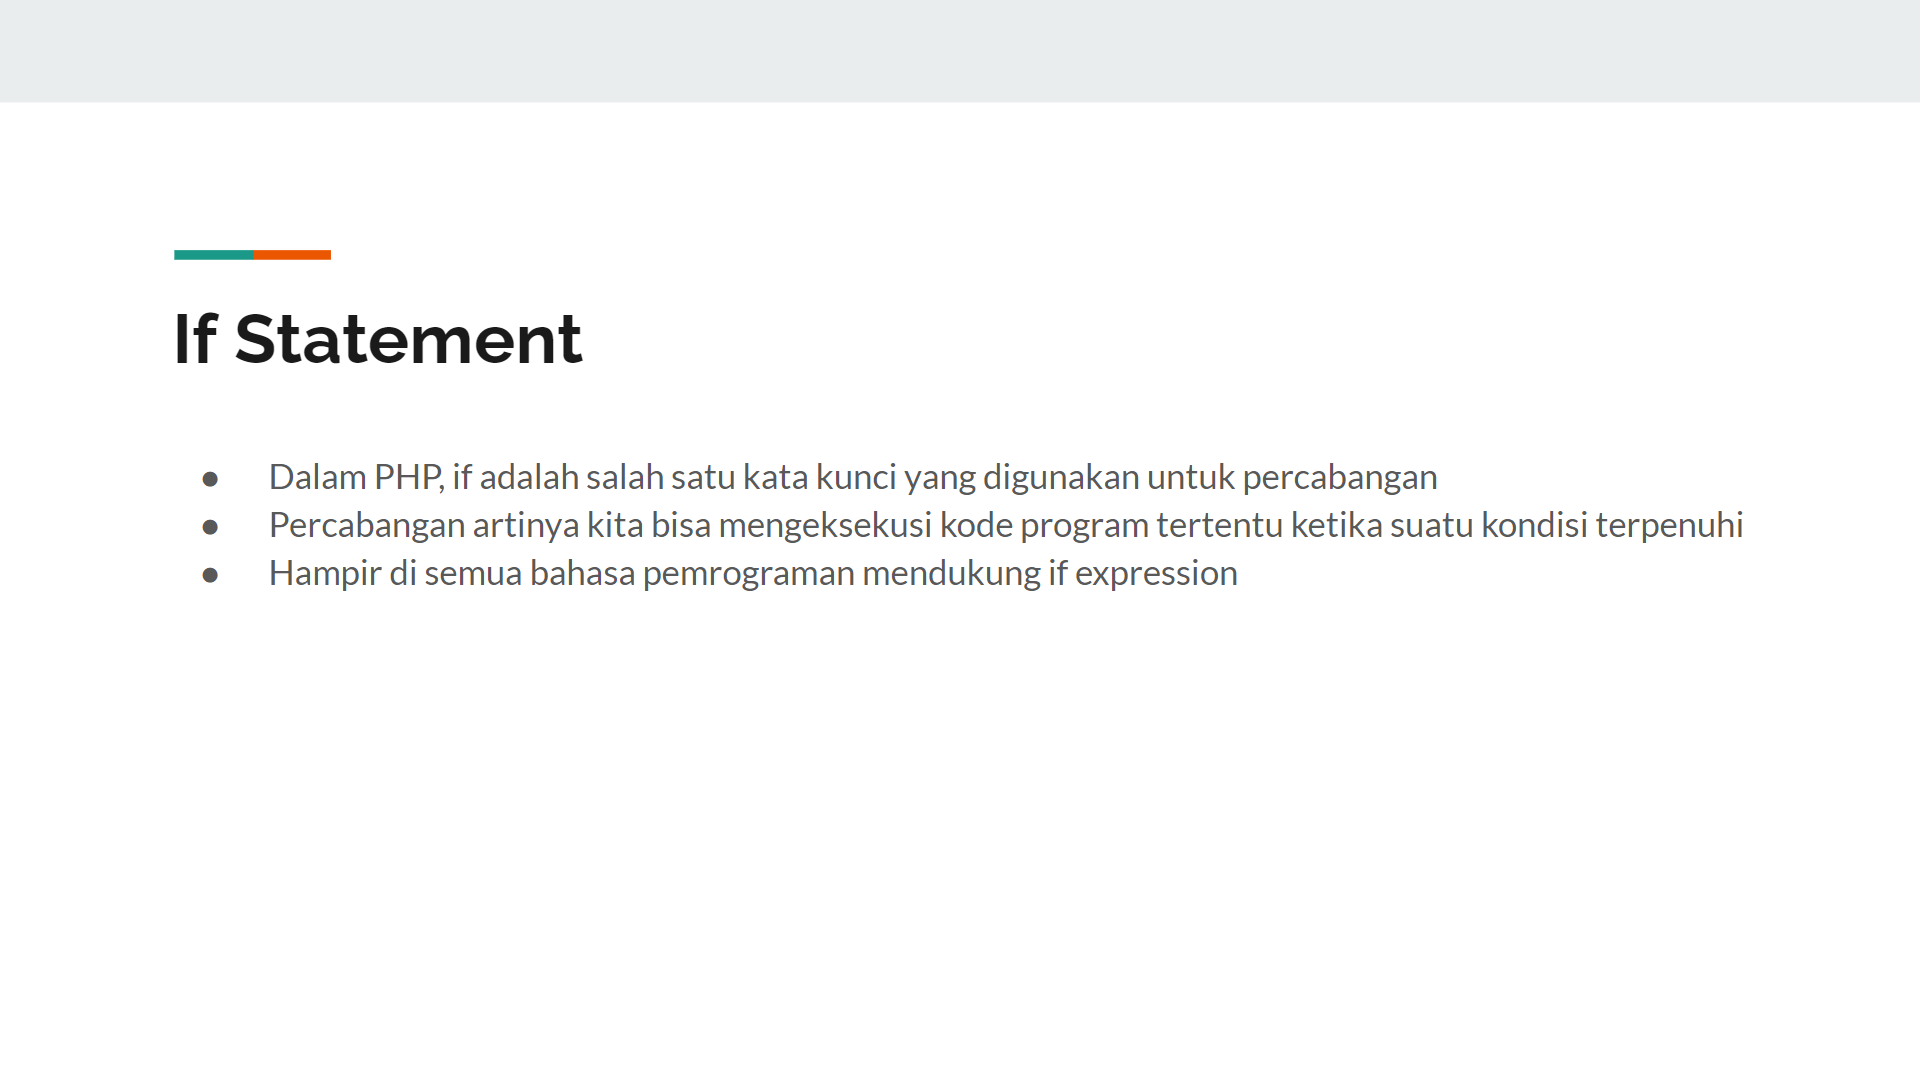 If Statement
● Dalam PHP, if adalah salah satu kata kunci yang digunakan untuk percabangan
● Percabangan artinya kita bisa mengeksekusi kode program tertentu ketika suatu kondisi terpenuhi
● Hampir di semua bahasa pemrograman mendukung if expression